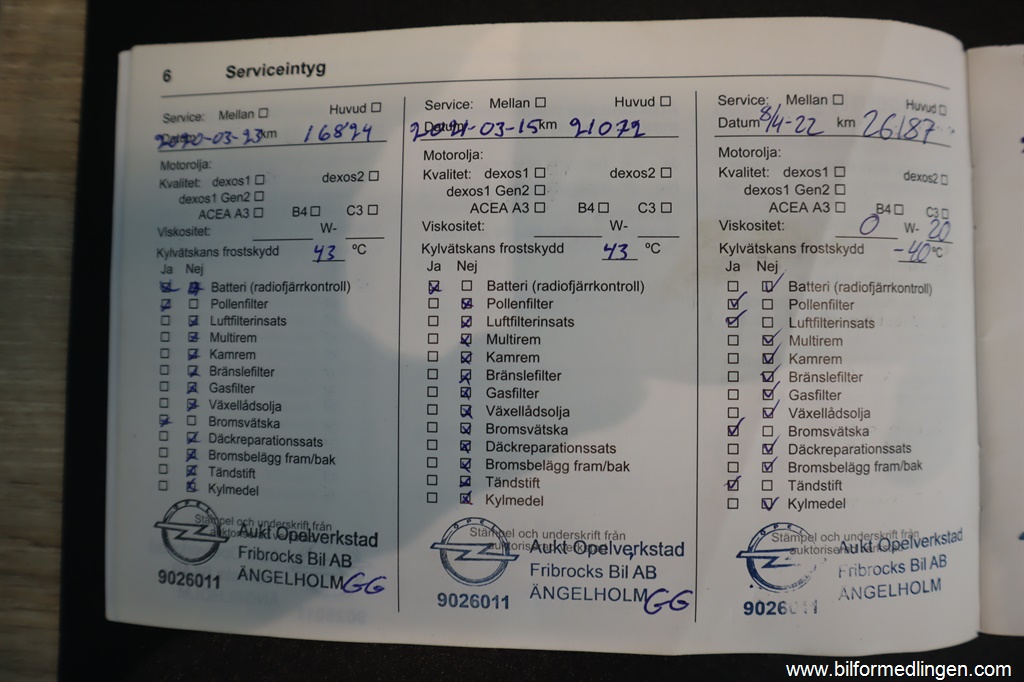 6 Serviceintyg
Service: Mellan ☐ Huvud ☐
2020-03-23 km 16894
Motorolja:
Kvalitet: dexos1 ☐ dexos2 ☐
dexos1 Gen2 ☐
ACEA A3 ☐ B4 ☐ C3 ☐
Viskositet: W-
Kylvätskans frostskydd 43 °C
Ja Nej
Batteri (radiofjärrkontroll)
Pollenfilter
Luftfilterinsats
Multirem
Kamrem
Bränslefilter
Gasfilter
Växellådsolja
Bromsvätska
Däckreparationssats
Bromsbelägg fram/bak
Tändstift
Kylmedel
OPEL
Stämpel och underskrift från
Aukt Opelverkstad
Fribrocks Bil AB
9026011 ÄNGELHOLM GG
Service: Mellan ☐ Huvud ☐
2021-03-15 km 21072
Motorolja:
Kvalitet: dexos1 ☐ dexos2 ☐
dexos1 Gen2 ☐
ACEA A3 ☐ B4 ☐ C3 ☐
Viskositet: W-
Kylvätskans frostskydd 43 °C
Ja Nej
Batteri (radiofjärrkontroll)
Pollenfilter
Luftfilterinsats
Multirem
Kamrem
Bränslefilter
Gasfilter
Växellådsolja
Bromsvätska
Däckreparationssats
Bromsbelägg fram/bak
Tändstift
Kylmedel
OPEL
Stämpel och underskrift från
Aukt Opelverkstad
Fribrocks Bil AB
9026011 ÄNGELHOLM GG
Service: Mellan ☐ Huvud ☐
Datum 8/4-22 km 26187
Motorolja:
Kvalitet: dexos1 ☐ dexos2 ☐
dexos1 Gen2 ☐
ACEA A3 ☐ B4 ☐ C3 ☐
Viskositet: 0 W- 20
Kylvätskans frostskydd -40 °C
Ja Nej
Batteri (radiofjärrkontroll)
Pollenfilter
Luftfilterinsats
Multirem
Kamrem
Bränslefilter
Gasfilter
Växellådsolja
Bromsvätska
Däckreparationssats
Bromsbelägg fram/bak
Tändstift
Kylmedel
Stämpel och underskrift från
Aukt Opelverkstad
Fribrocks Bil AB
ÄNGELHOLM
www.bilformedlingen.com